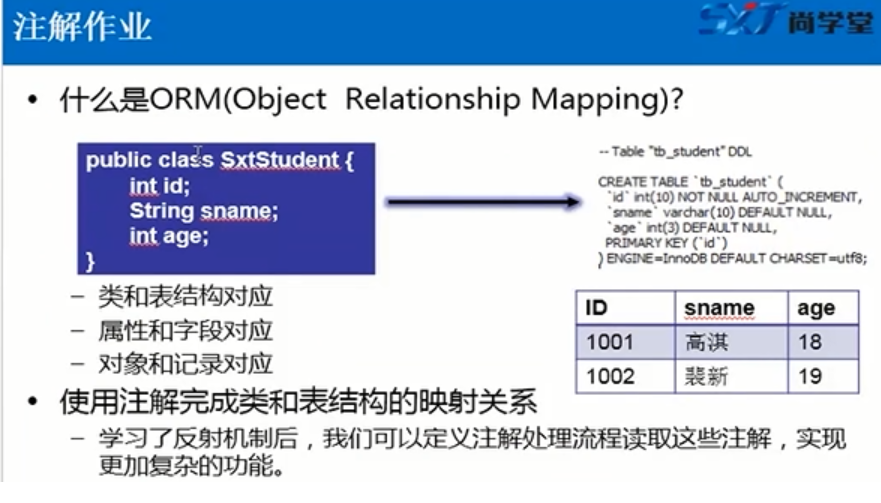 注解作业
SXT 尚学堂
• 什么是ORM(Object Relationship Mapping)?
public class SxtStudent {
int id;
String sname;
int age;
}
-- Table "tb_student" DDL
CREATE TABLE `tb_student` (
`id` int(10) NOT NULL AUTO_INCREMENT,
`sname` varchar(10) DEFAULT NULL,
`age` int(3) DEFAULT NULL,
PRIMARY KEY (`id`)
) ENGINE=InnoDB DEFAULT CHARSET=utf8;
– 类和表结构对应
– 属性和字段对应
– 对象和记录对应
ID sname age
1001 高淇 18
1002 裴新 19
• 使用注解完成类和表结构的映射关系
– 学习了反射机制后，我们可以定义注解处理流程读取这些注解，实现
更加复杂的功能。